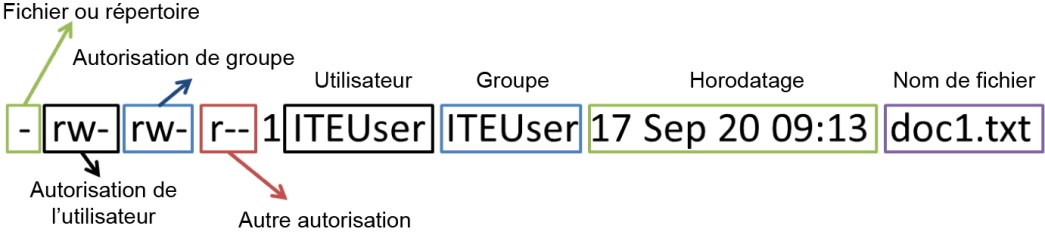 Fichier ou répertoire
Autorisation de groupe
Utilisateur Groupe Horodatage Nom de fichier
- rw- rw- r-- 1 ITEUser ITEUser 17 Sep 20 09:13 doc1.txt
Autorisation de
l'utilisateur
Autre autorisation